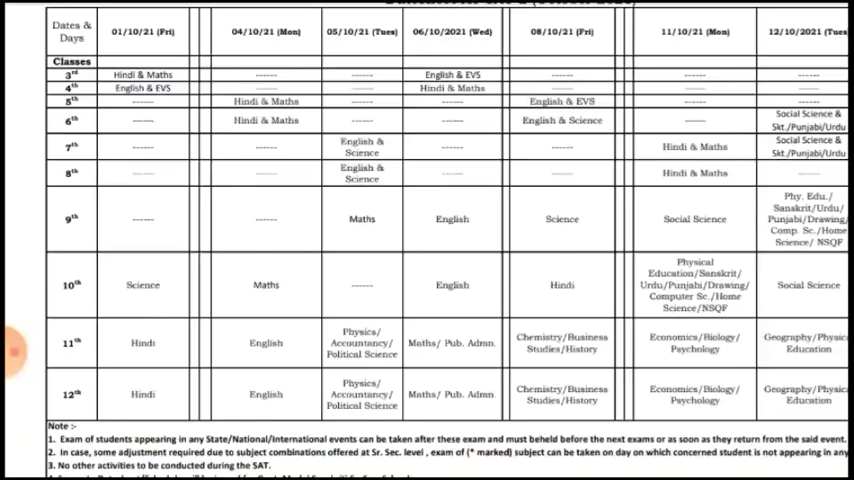 Dates & Days 01/10/21 (Fri) 04/10/21 (Mon) 05/10/21 (Tues) 06/10/2021 (Wed) 08/10/21 (Fri) 11/10/21 (Mon) 12/10/2021 (Tues
Classes
3rd Hindi & Maths ------ ------ English & EVS ------ ------ ------
4th English & EVS ------ ------ Hindi & Maths ------ ------ ------
5th ------ Hindi & Maths ------ ------ English & EVS ------ ------
6th ------ Hindi & Maths ------ ------ English & Science ------ Social Science & Skt./Punjabi/Urdu
7th ------ ------ English & Science ------ ------ Hindi & Maths Social Science & Skt./Punjabi/Urdu
8th ------ ------ English & Science ------ ------ Hindi & Maths ------
9th ------ ------ Maths English Science Social Science Phy. Edu./ Sanskrit/Urdu/ Punjabi/Drawing/ Comp. Sc./Home Science/ NSQF
10th Science Maths ------ English Hindi Physical Education/Sanskrit/ Urdu/Punjabi/Drawing/ Computer Sc./Home Science/NSQF Social Science
11th Hindi English Physics/ Accountancy/ Political Science Maths/ Pub. Admn. Chemistry/Business Studies/History Economics/Biology/ Psychology Geography/Physic Education
12th Hindi English Physics/ Accountancy/ Political Science Maths/ Pub. Admn. Chemistry/Business Studies/History Economics/Biology/ Psychology Geography/Physic Education
Note :-
1. Exam of students appearing in any State/National/International events can be taken after these exam and must beheld before the next exams or as soon as they return from the said event.
2. In case, some adjustment required due to subject combinations offered at Sr. Sec. level , exam of (* marked) subject can be taken on day on which concerned student is not appearing in any
3. No other activities to be conducted during the SAT.